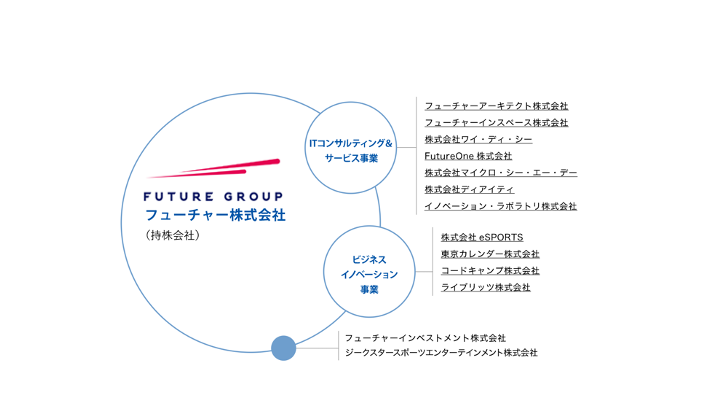 FUTURE GROUP
フューチャー株式会社
（持株会社）
ITコンサルティング&
サービス事業
フューチャーアーキテクト株式会社
フューチャーインスペース株式会社
株式会社ワイ・ディ・シー
FutureOne 株式会社
株式会社マイクロ・シー・エー・デー
株式会社ディアイティ
イノベーション・ラボラトリ株式会社
ビジネス
イノベーション
事業
株式会社 eSPORTS
東京カレンダー株式会社
コードキャンプ株式会社
ライブリッツ株式会社
フューチャーインベストメント株式会社
ジークスタースポーツエンターテインメント株式会社